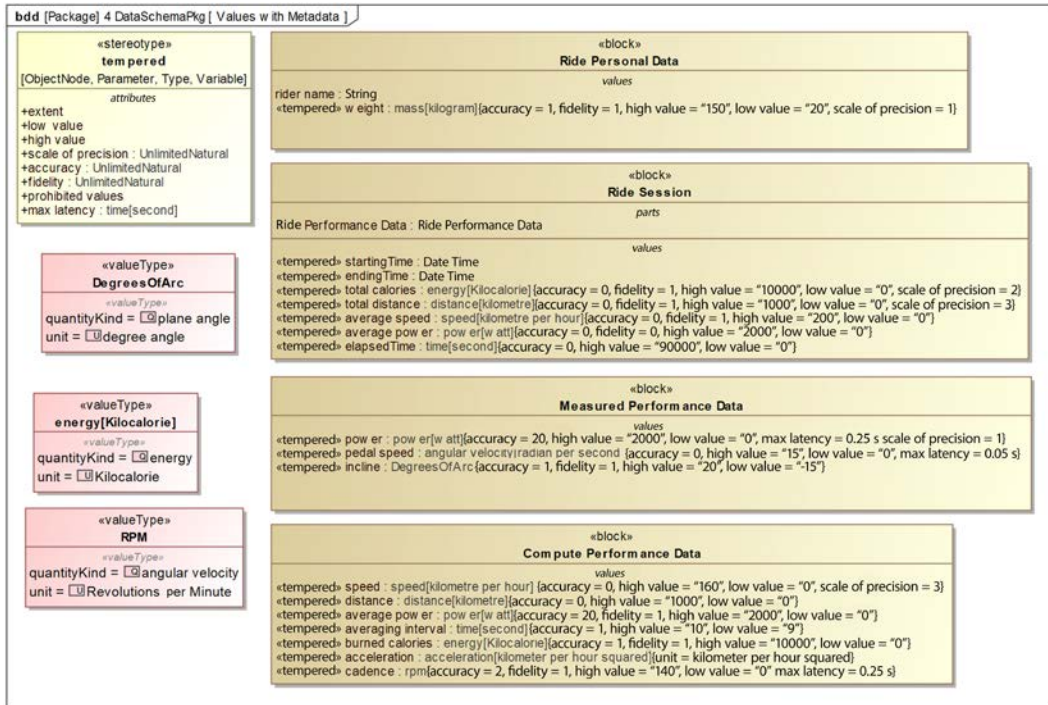 bdd [Package] 4 DataSchemaPkg [ Values with Metadata ]
«stereotype»
tempered
[ObjectNode, Parameter, Type, Variable]
attributes
+extent
+low value
+high value
+scale of precision : UnlimitedNatural
+accuracy : UnlimitedNatural
+fidelity : UnlimitedNatural
+prohibited values
+max latency : time[second]
«valueType»
DegreesOfArc
«valueType»
quantityKind = Q plane angle
unit = U degree angle
«valueType»
energy[Kilocalorie]
«valueType»
quantityKind = Q energy
unit = U Kilocalorie
«valueType»
RPM
«valueType»
quantityKind = Q angular velocity
unit = U Revolutions per Minute
«block»
Ride Personal Data
values
rider name : String
«tempered» weight : mass[kilogram]{accuracy = 1, fidelity = 1, high value = “150”, low value = “20”, scale of precision = 1}
«block»
Ride Session
parts
Ride Performance Data : Ride Performance Data
values
«tempered» startingTime : Date Time
«tempered» endingTime : Date Time
«tempered» total calories : energy[Kilocalorie]{accuracy = 0, fidelity = 1, high value = “10000”, low value = “0”, scale of precision = 2}
«tempered» total distance : distance[kilometre]{accuracy = 0, fidelity = 1, high value = “1000”, low value = “0”, scale of precision = 3}
«tempered» average speed : speed[kilometre per hour]{accuracy = 0, fidelity = 1, high value = “200”, low value = “0”}
«tempered» average power : power[watt]{accuracy = 0, fidelity = 0, high value = “2000”, low value = “0”}
«tempered» elapsedTime : time[second]{accuracy = 0, high value = “90000”, low value = “0”}
«block»
Measured Performance Data
values
«tempered» power : power[watt]{accuracy = 20, high value = “2000”, low value = “0”, max latency = 0.25 s scale of precision = 1}
«tempered» pedal speed : angular velocity|radian per second {accuracy = 0, high value = “15”, low value = “0”, max latency = 0.05 s}
«tempered» incline : DegreesOfArc{accuracy = 1, fidelity = 1, high value = “20”, low value = “-15”}
«block»
Compute Performance Data
values
«tempered» speed : speed[kilometre per hour] {accuracy = 0, high value = “160”, low value = “0”, scale of precision = 3}
«tempered» distance : distance[kilometre]{accuracy = 0, high value = “1000”, low value = “0”}
«tempered» average power : power[watt]{accuracy = 20, fidelity = 1, high value = “2000”, low value = “0”}
«tempered» averaging interval : time[second]{accuracy = 1, high value = “10”, low value = “9”}
«tempered» burned calories : energy[Kilocalorie]{accuracy = 1, fidelity = 1, high value = “10000”, low value = “0”}
«tempered» acceleration : acceleration[kilometer per hour squared]{unit = kilometer per hour squared}
«tempered» cadence : rpm{accuracy = 2, fidelity = 1, high value = “140”, low value = “0” max latency = 0.25 s}